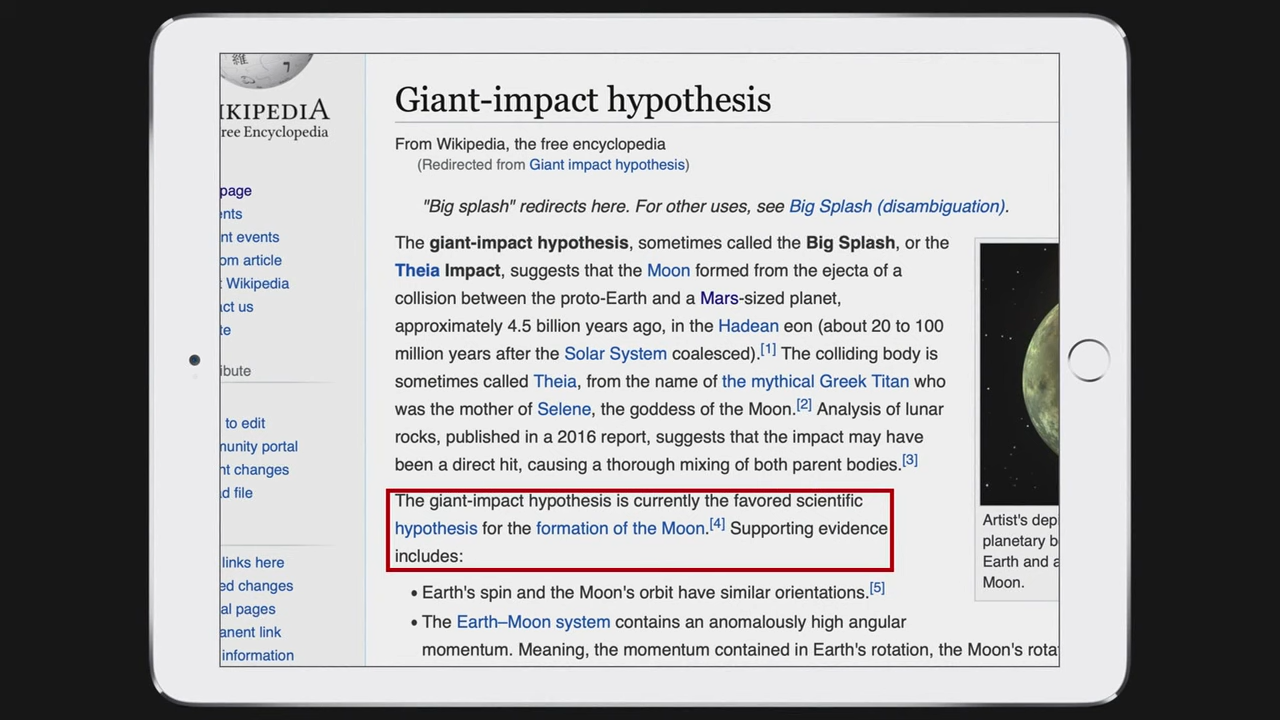 維
IKIPEDIA
ree Encyclopedia
page
ents
nt events
om article
t Wikipedia
act us
te
ibute
to edit
munity portal
nt changes
ad file
links here
ed changes
al pages
anent link
information
Giant-impact hypothesis
From Wikipedia, the free encyclopedia
(Redirected from Giant impact hypothesis)
"Big splash" redirects here. For other uses, see Big Splash (disambiguation).
The giant-impact hypothesis, sometimes called the Big Splash, or the
Theia Impact, suggests that the Moon formed from the ejecta of a
collision between the proto-Earth and a Mars-sized planet,
approximately 4.5 billion years ago, in the Hadean eon (about 20 to 100
million years after the Solar System coalesced).[1] The colliding body is
sometimes called Theia, from the name of the mythical Greek Titan who
was the mother of Selene, the goddess of the Moon.[2] Analysis of lunar
rocks, published in a 2016 report, suggests that the impact may have
been a direct hit, causing a thorough mixing of both parent bodies.[3]
The giant-impact hypothesis is currently the favored scientific
hypothesis for the formation of the Moon.[4] Supporting evidence
includes:
• Earth's spin and the Moon's orbit have similar orientations.[5]
• The Earth–Moon system contains an anomalously high angular
momentum. Meaning, the momentum contained in Earth's rotation, the Moon's rota
Artist's dep
planetary b
Earth and a
Moon.